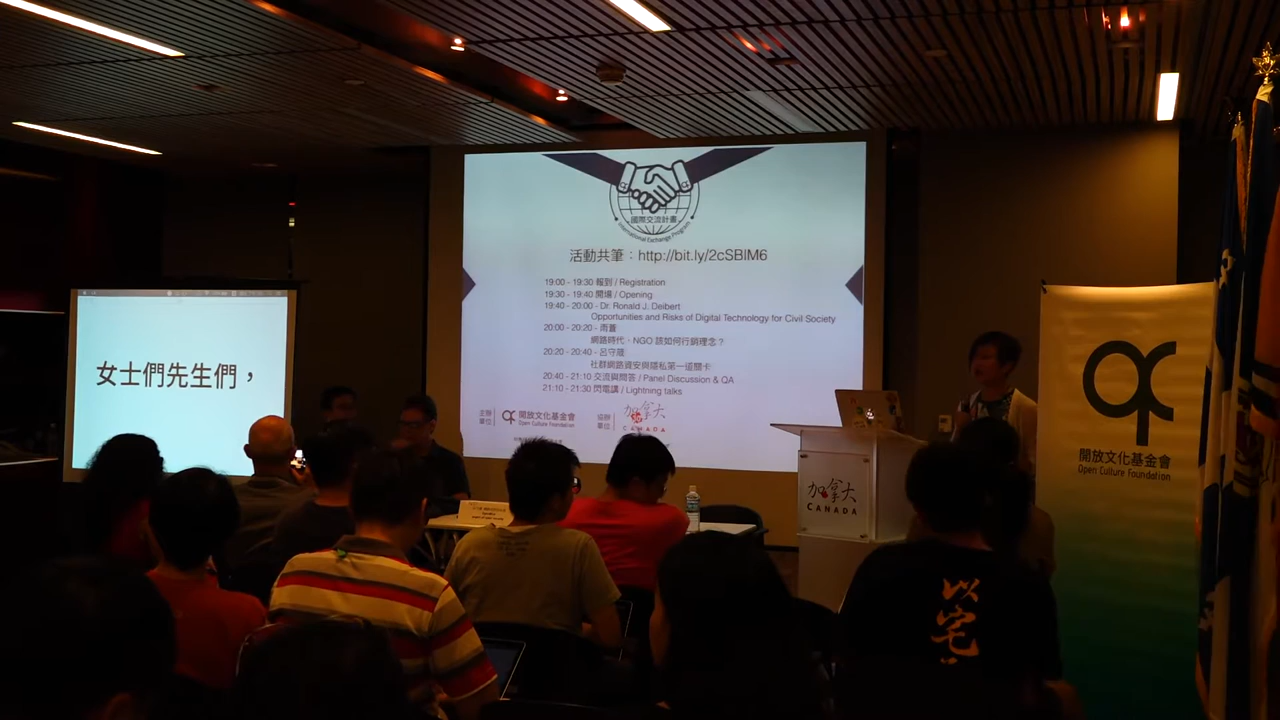 國際交流計畫
International Exchange Program
活動共筆：http://bit.ly/2cSBIM6
19:00 - 19:30 報到 / Registration
19:30 - 19:40 開場 / Opening
19:40 - 20:00 - Dr. Ronald J. Deibert
Opportunities and Risks of Digital Technology for Civil Society
20:00 - 20:20 - 雨蒼
網路時代，NGO 該如何行銷理念？
20:20 - 20:40 - 呂守箴
社群網路資安與隱私第一道關卡
20:40 - 21:10 交流與問答 / Panel Discussion & QA
21:10 - 21:30 閃電講 / Lightning talks
主辦單位
開放文化基金會
Open Culture Foundation
協辦單位
加拿大
CANADA
女士們先生們，
加拿大
CANADA
開放文化基金會
Open Culture Foundation
以宅